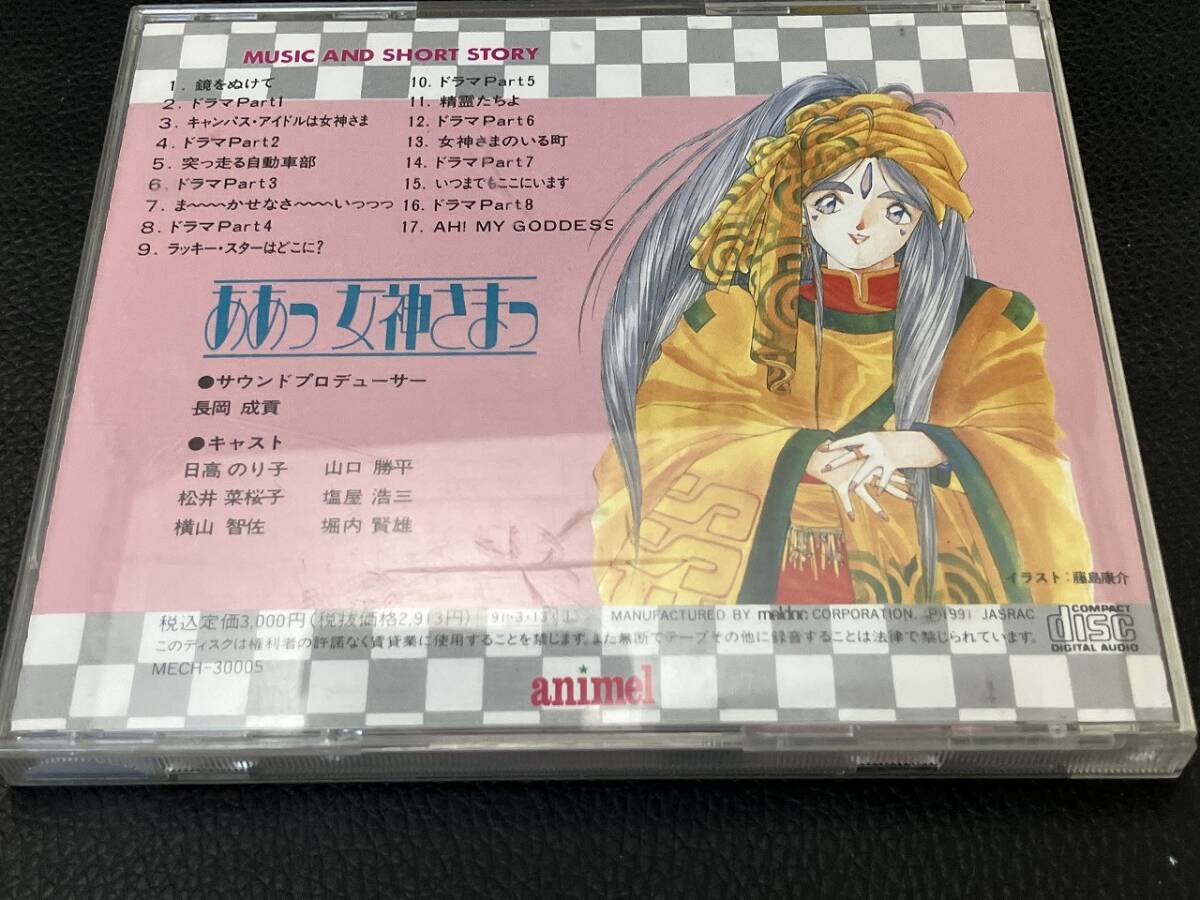 MUSIC AND SHORT STORY
1. 鏡をぬけて
2. ドラマPart1
3. キャンパス・アイドルは女神さま
4. ドラマPart2
5. 突っ走る自動車部
6. ドラマPart3
7. ま〜〜〜かせなさ〜〜〜いっっっ
8. ドラマPart4
9. ラッキー・スターはどこに?
10. ドラマPart5
11. 精霊たちよ
12. ドラマPart6
13. 女神さまのいる町
14. ドラマPart7
15. いつまでもここにいます
16. ドラマPart8
17. AH! MY GODDESS
ああっ女神さまっ
●サウンドプロデューサー
長岡 成貢
●キャスト
日高 のり子 山口 勝平
松井 菜桜子 塩屋 浩三
横山 智佐 堀内 賢雄
イラスト:藤島康介
税込定価3,000円(税抜価格2,913円)
MANUFACTURED BY meldac CORPORATION. Ⓟ1991 JASRAC
このディスクは権利者の許諾なく賃貸業に使用することを禁じます。また無断でテープその他に録音することは法律で禁じられています。
MECH-30005
COMPACT
disc
DIGITAL AUDIO
animel